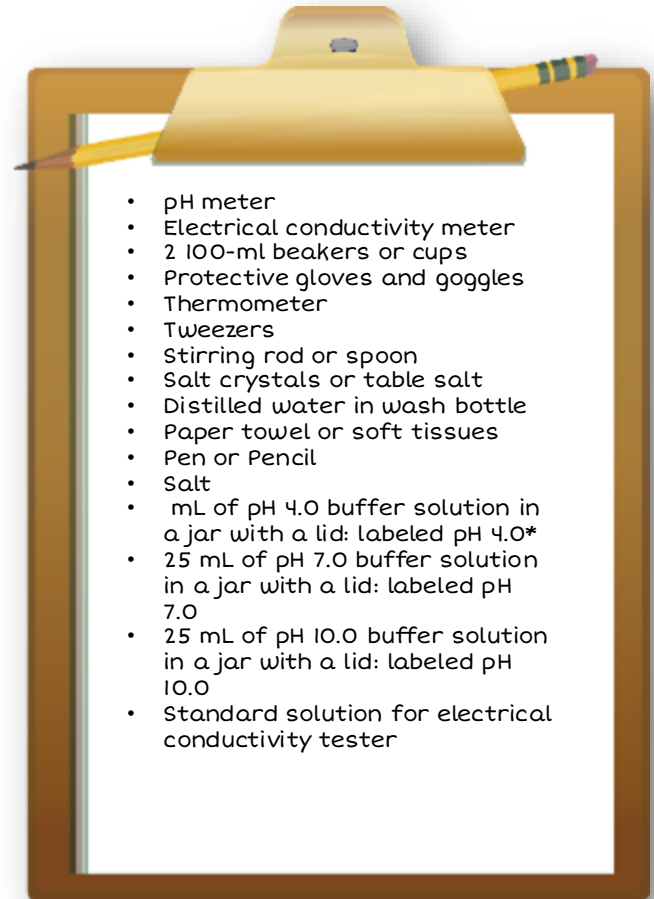 • pH meter
• Electrical conductivity meter
• 2 100-ml beakers or cups
• Protective gloves and goggles
• Thermometer
• Tweezers
• Stirring rod or spoon
• Salt crystals or table salt
• Distilled water in wash bottle
• Paper towel or soft tissues
• Pen or Pencil
• Salt
• mL of pH 4.0 buffer solution in
a jar with a lid: labeled pH 4.0*
• 25 mL of pH 7.0 buffer solution
in a jar with a lid: labeled pH
7.0
• 25 mL of pH 10.0 buffer solution
in a jar with a lid: labeled pH
10.0
• Standard solution for electrical
conductivity tester